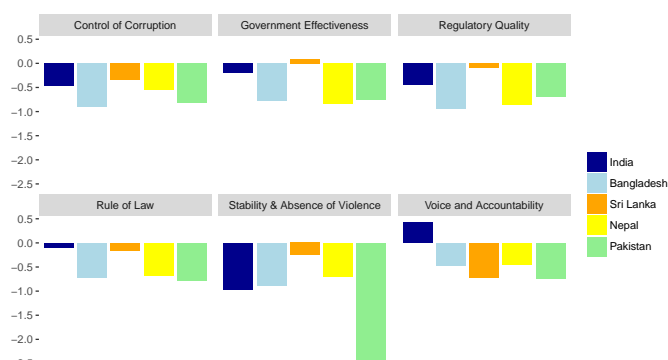 Control of Corruption Government Effectiveness Regulatory Quality
0.5
0.0
−0.5
−1.0
−1.5
−2.0
−2.5
India
Bangladesh
Sri Lanka
Nepal
Pakistan
Rule of Law Stability & Absence of Violence Voice and Accountability
0.5
0.0
−0.5
−1.0
−1.5
−2.0